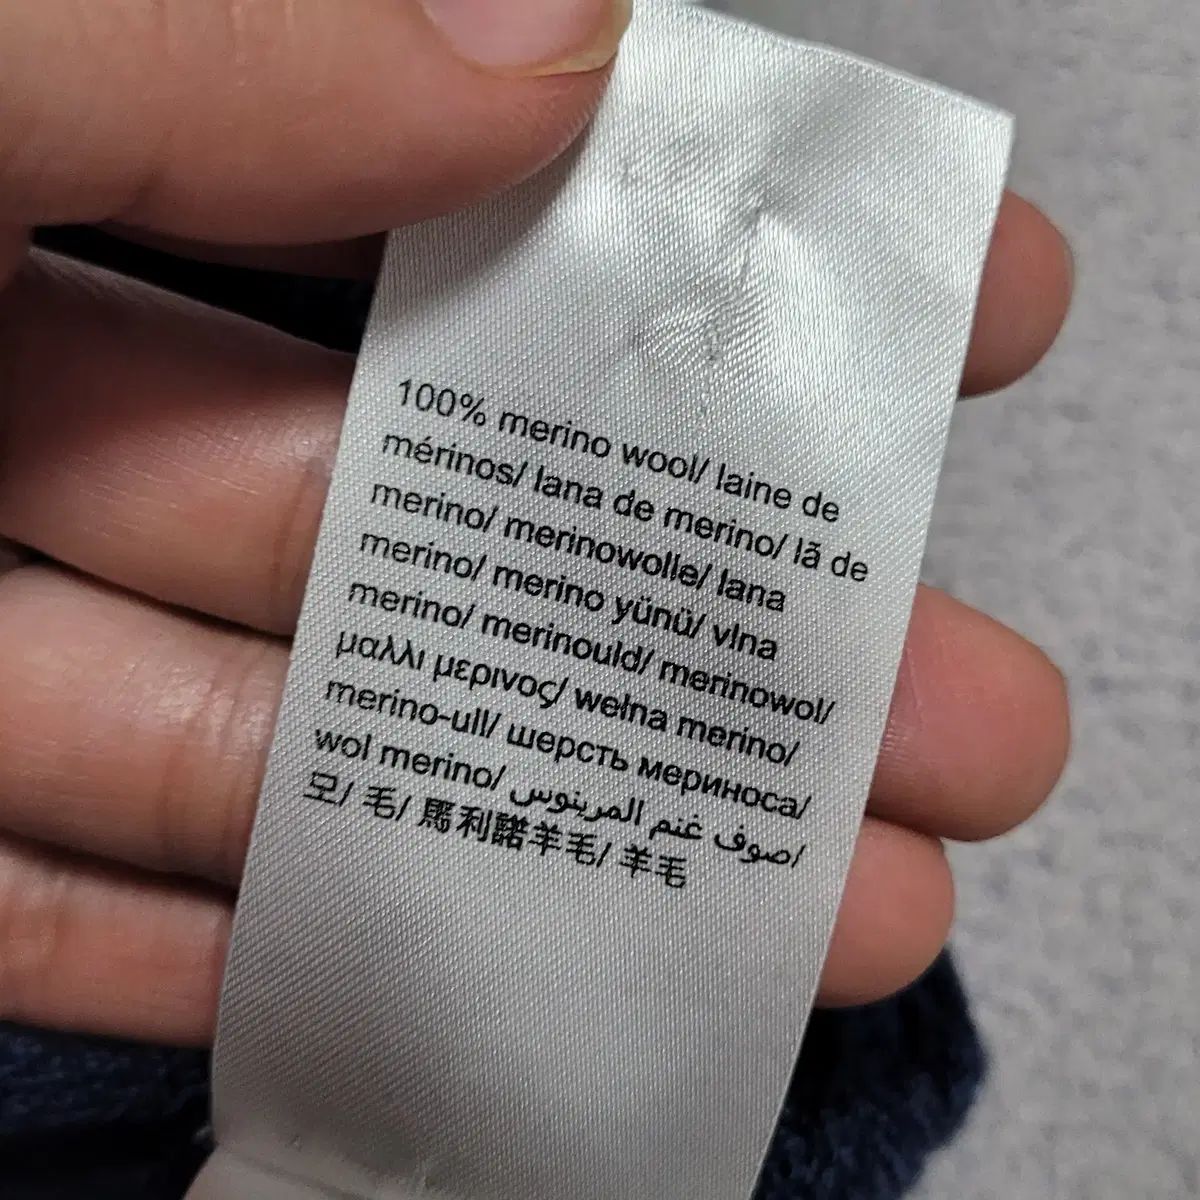 100% merino wool/ laine de
mérinos/ lana de merino/ lã de
merino/ merinowolle/ lana
merino/ merino yünü/ vlna
merino/ merinould/ merinowol/
μαλλι μερινος/ wełna merino/
merino-ull/ шерсть мериноса/
wol merino/ صوف غنم المرينوس/
모/ 毛/ 馬利諾羊毛/ 羊毛